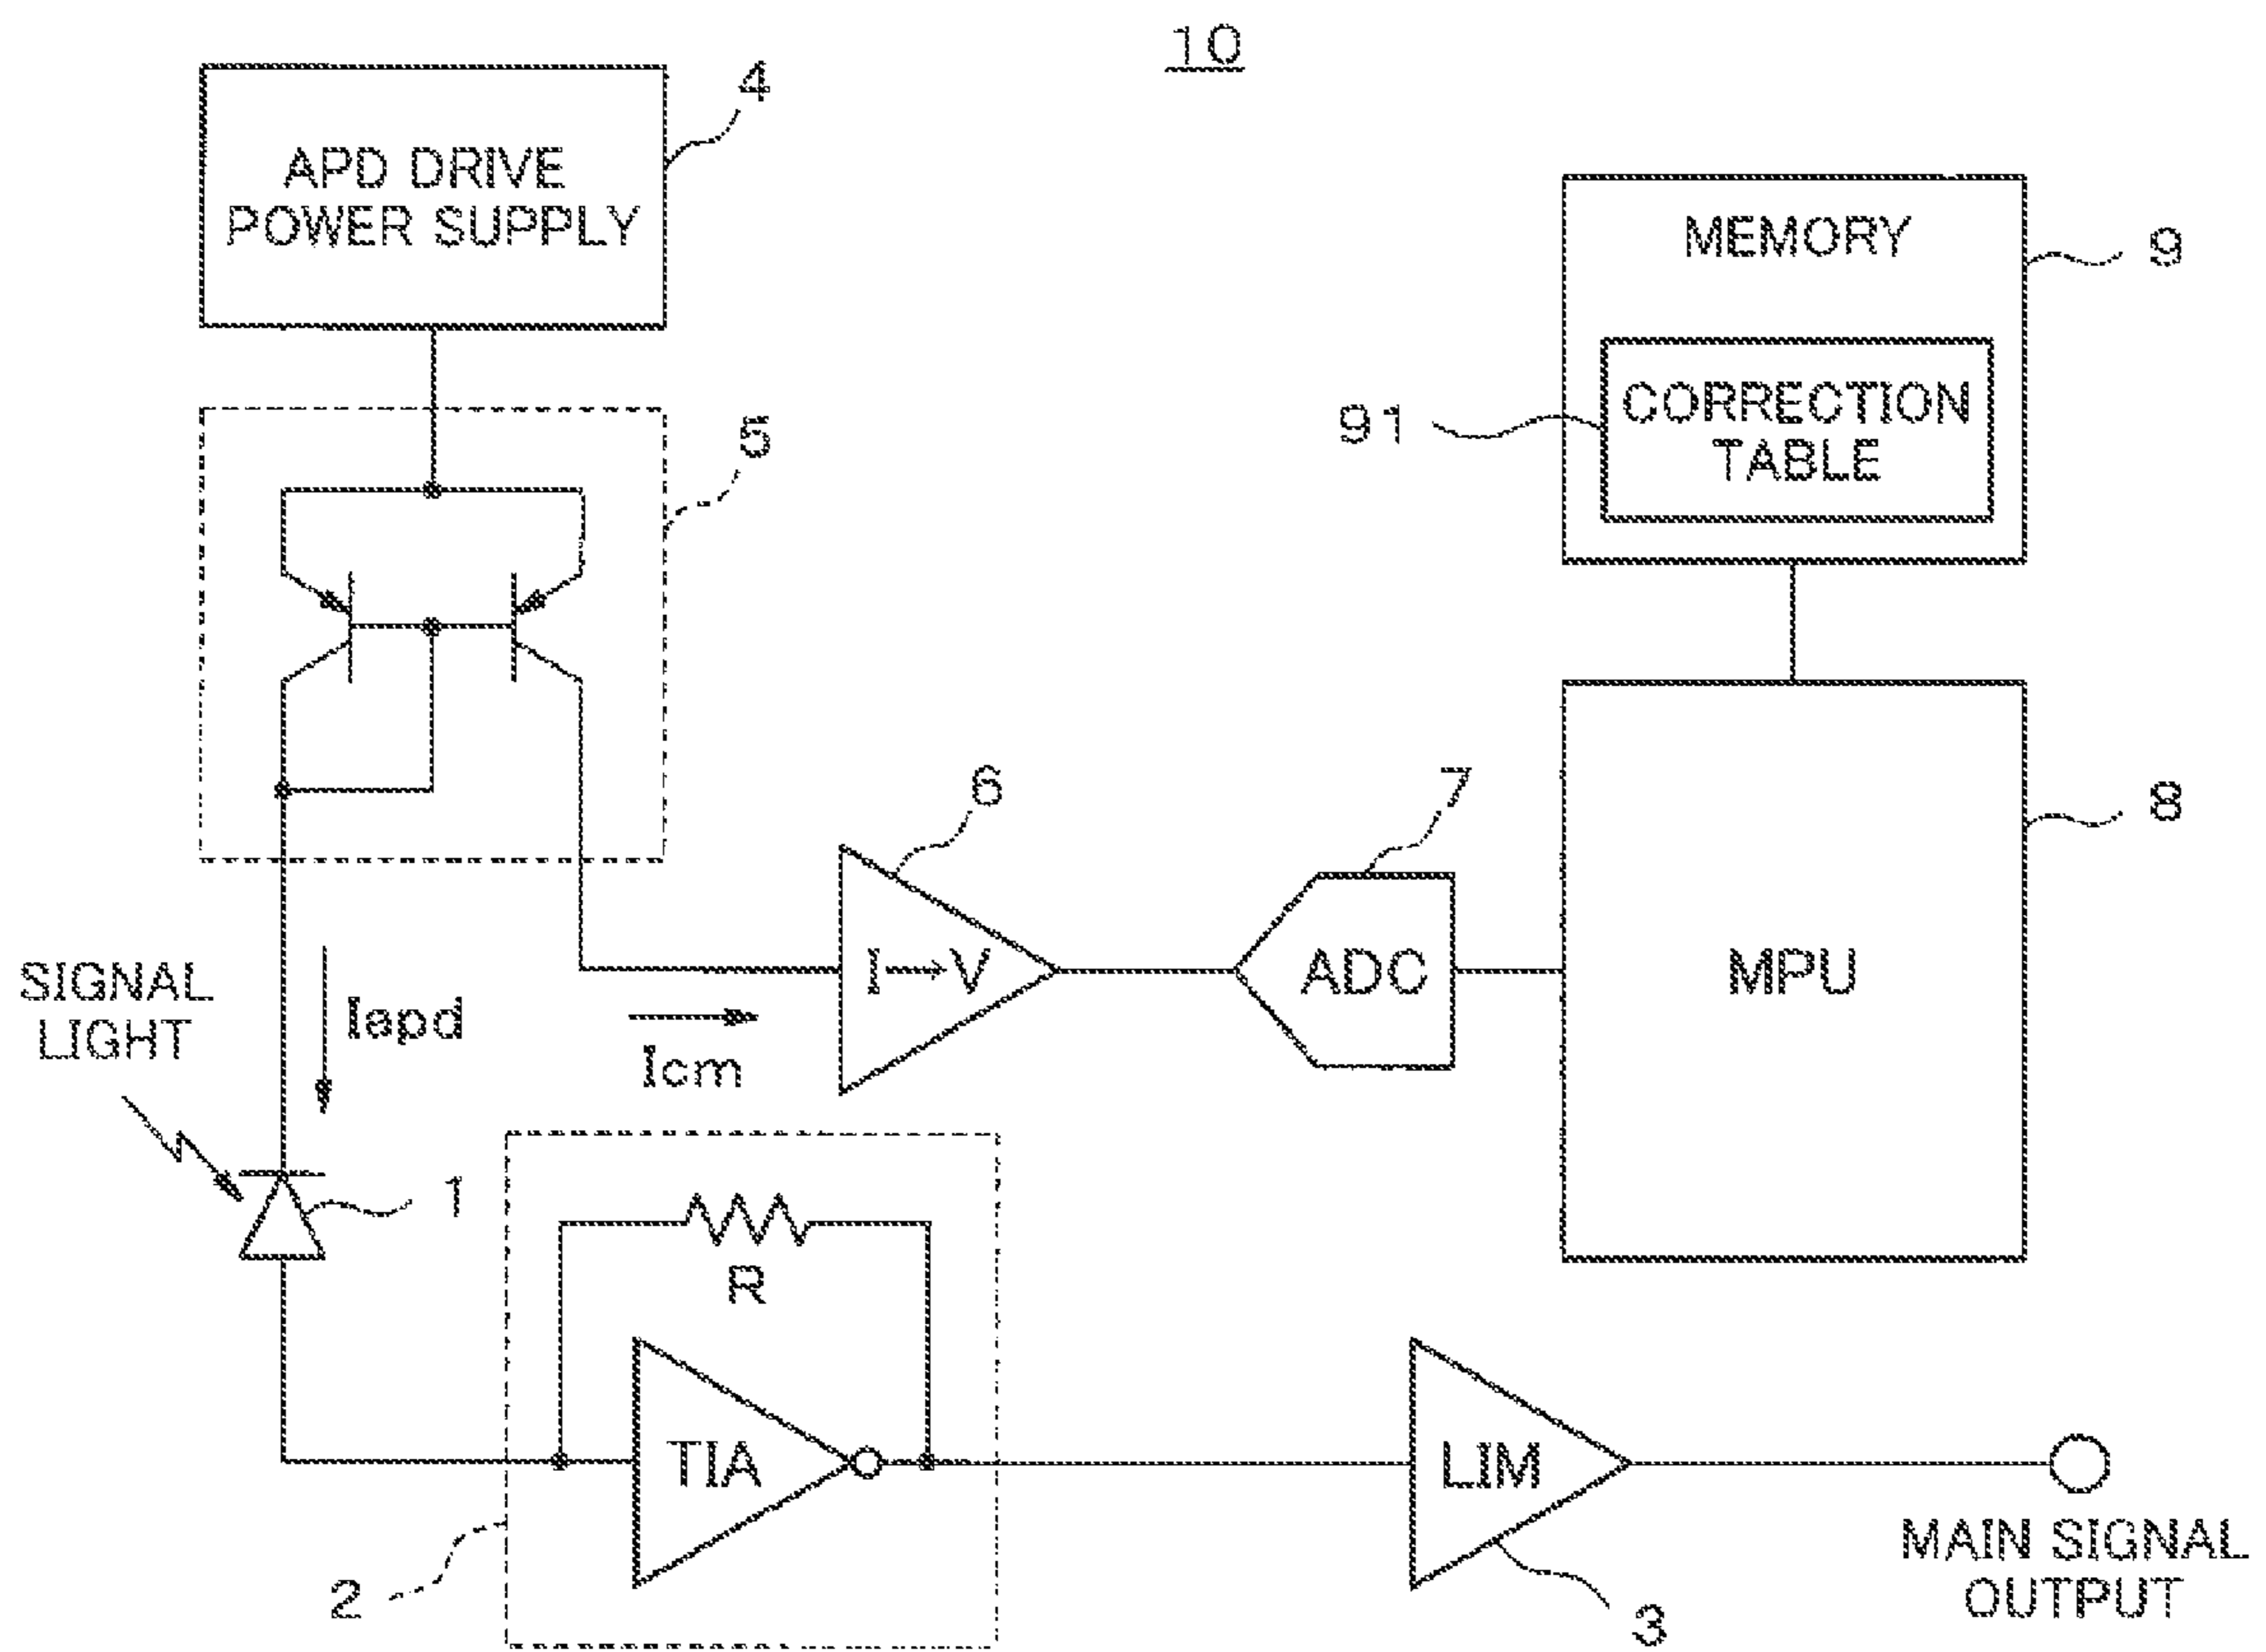 10
4
APD DRIVE
POWER SUPPLY
MEMORY
9
CORRECTION
TABLE
91
5
6
7
8
I→V
ADC
MPU
SIGNAL
LIGHT
Iapd
Icm
1
R
TIA
LIM
2
3
MAIN SIGNAL
OUTPUT